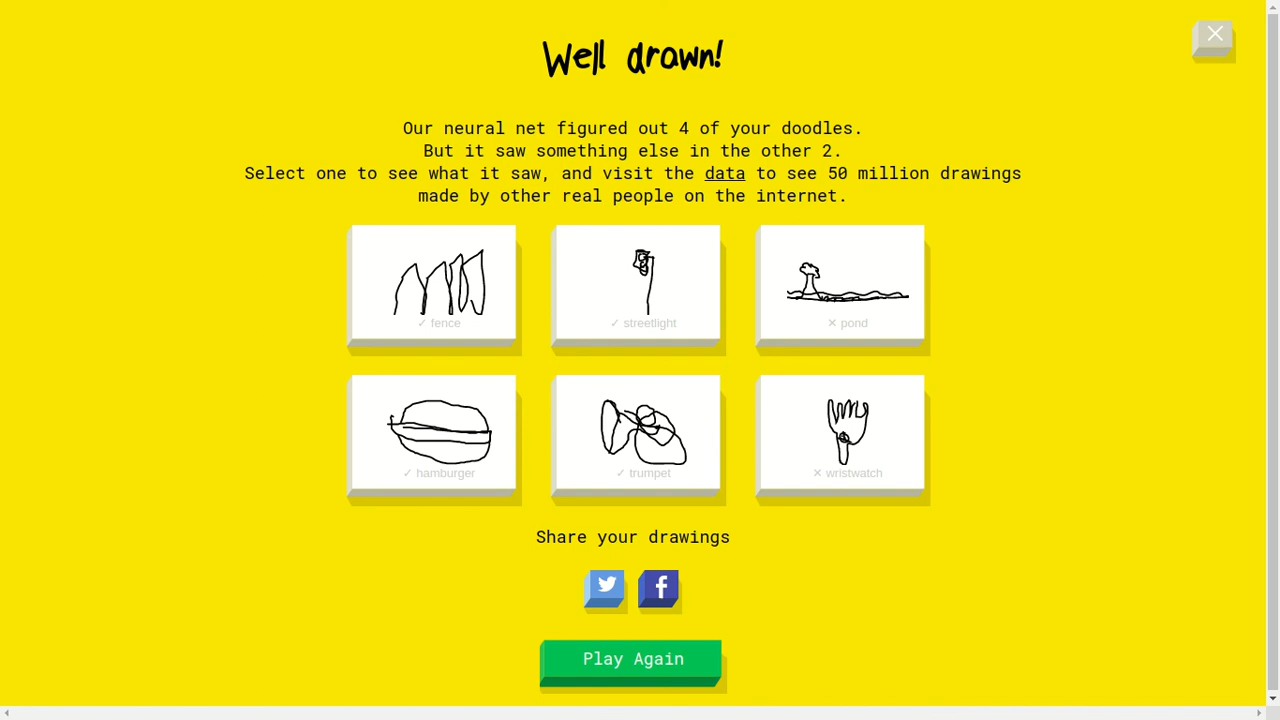 Well drawn!
Our neural net figured out 4 of your doodles.
But it saw something else in the other 2.
Select one to see what it saw, and visit the data to see 50 million drawings
made by other real people on the internet.
✓ fence
✓ streetlight
✕ pond
✓ hamburger
✓ trumpet
✕ wristwatch
Share your drawings
Play Again